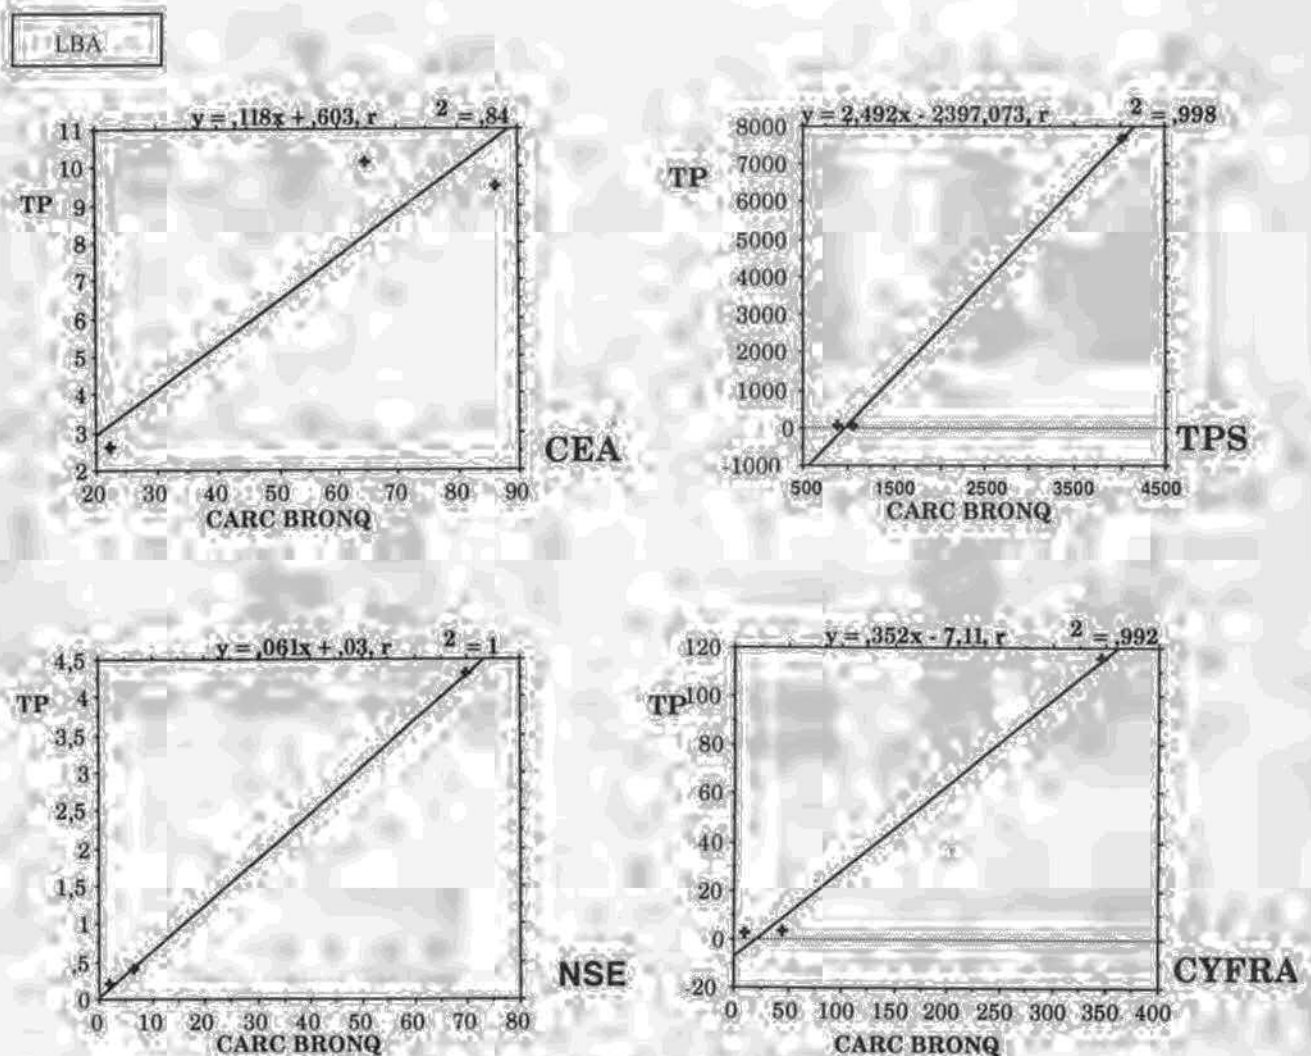 LBA
y = ,118x + ,603, r 2 = ,84
11
10
TP
9
8
7
6
5
4
3
2
20 30 40 50 60 70 80 90
CARC BRONQ
CEA
y = 2,492x - 2397,073, r 2 = ,998
8000
7000
TP
6000
5000
4000
3000
2000
1000
0
-1000
500 1500 2500 3500 4500
CARC BRONQ
TPS
y = ,061x + ,03, r 2 = 1
4,5
TP
4
3,5
3
2,5
2
1,5
1
,5
0
0 10 20 30 40 50 60 70 80
CARC BRONQ
NSE
y = ,352x - 7,11, r 2 = ,992
120
TP
100
80
60
40
20
0
-20
0 50 100 150 200 250 300 350 400
CARC BRONQ
CYFRA